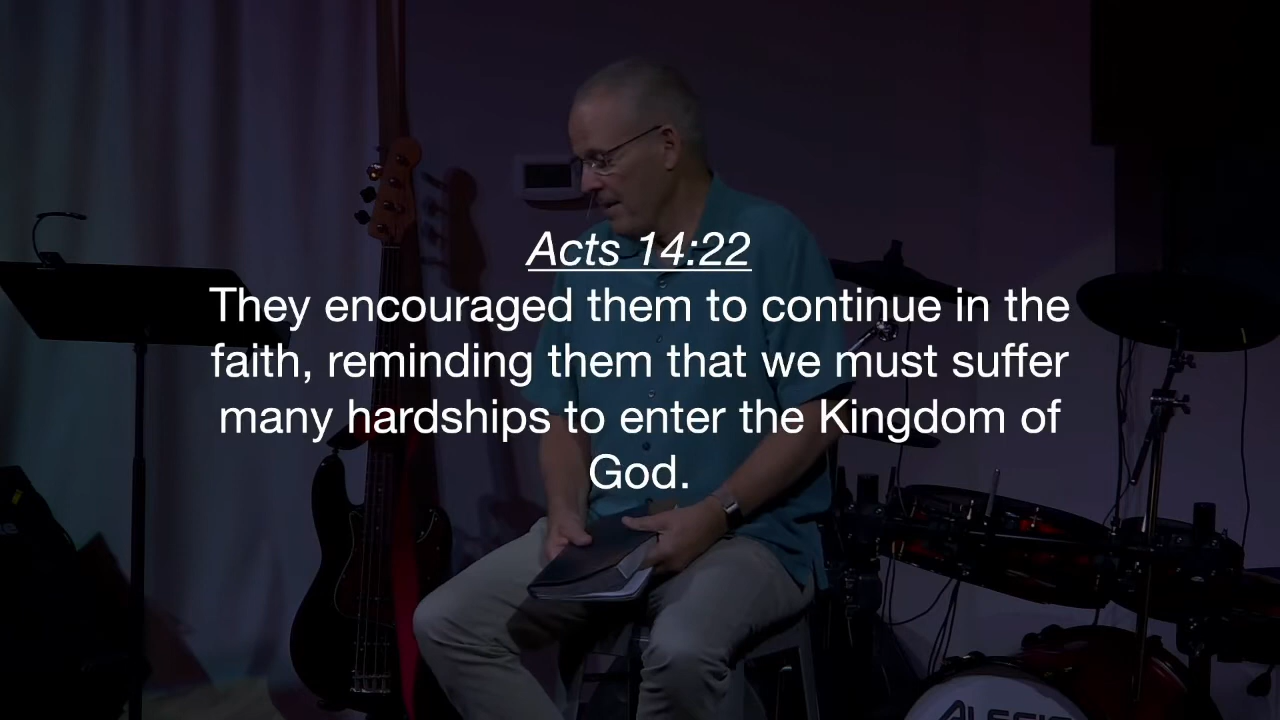 Acts 14:22
They encouraged them to continue in the
faith, reminding them that we must suffer
many hardships to enter the Kingdom of
God.
ALESIS